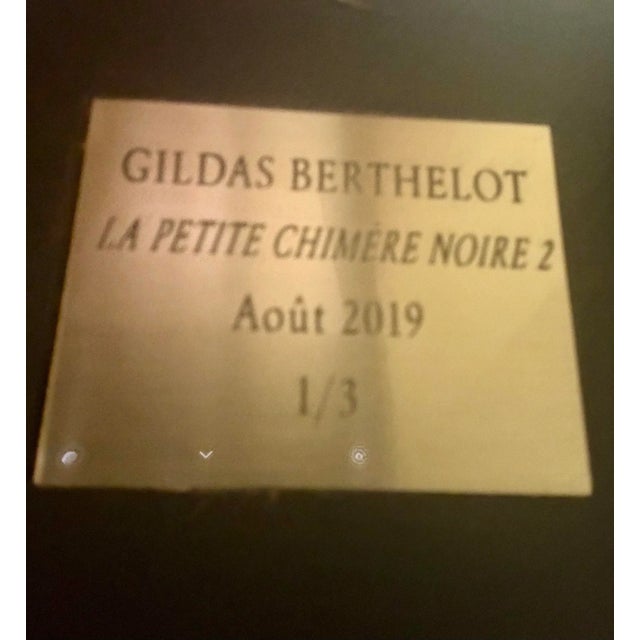 GILDAS BERTHELOT
LA PETITE CHIMÈRE NOIRE 2
Août 2019
1/3